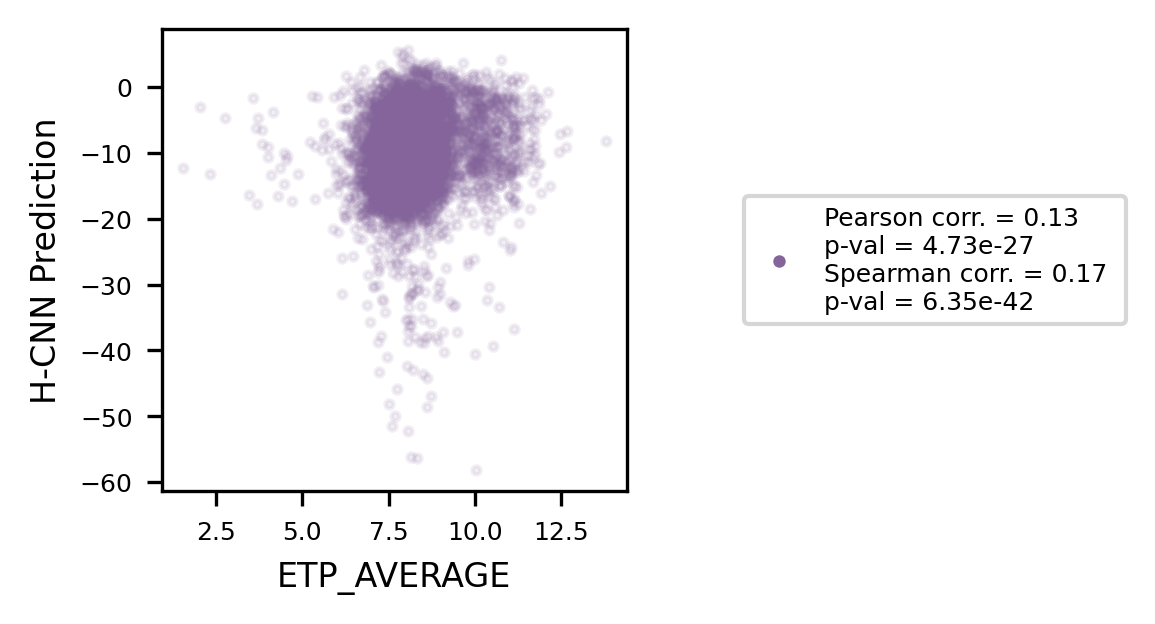 0
−10
−20
−30
−40
−50
−60
H-CNN Prediction
2.5 5.0 7.5 10.0 12.5
ETP_AVERAGE
Pearson corr. = 0.13
p-val = 4.73e-27
Spearman corr. = 0.17
p-val = 6.35e-42